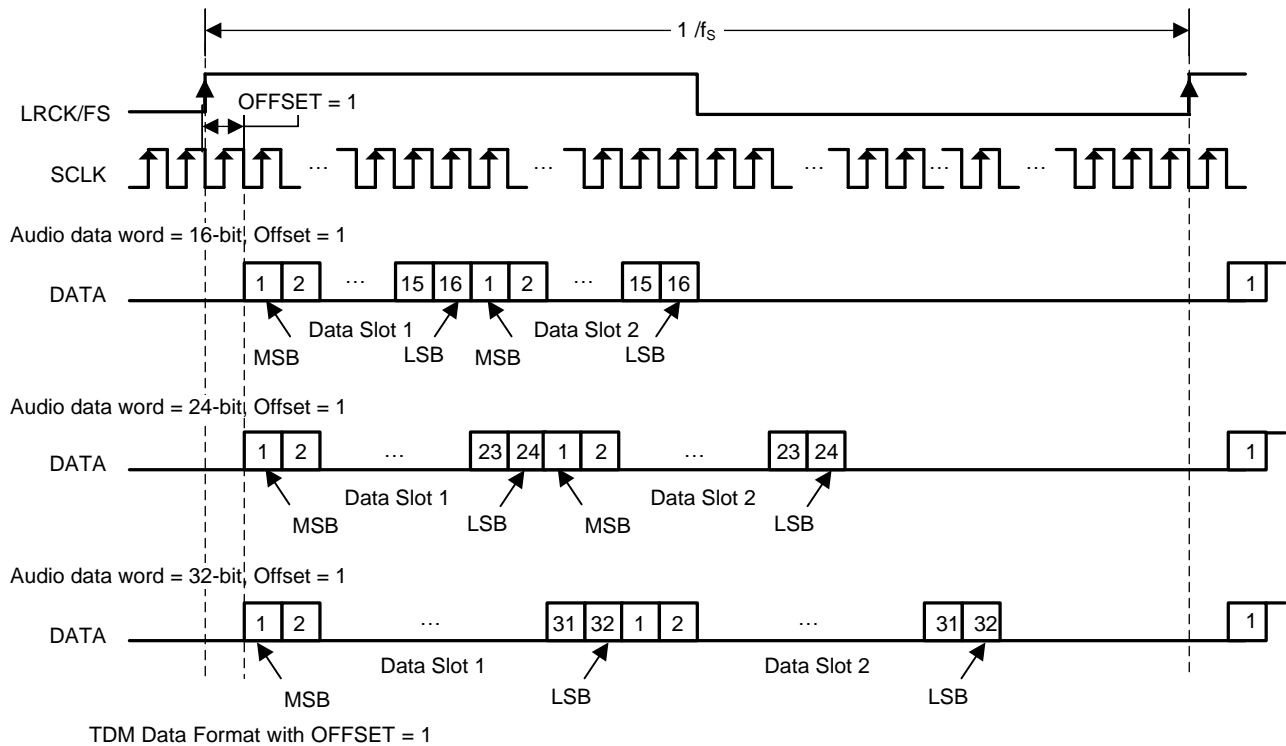 1 /fS
LRCK/FS
OFFSET = 1
SCLK
... ... ... ... ...
Audio data word = 16-bit, Offset = 1
DATA
1 2 ... 15 16 1 2 ... 15 16 1
Data Slot 1 Data Slot 2
MSB LSB MSB LSB
Audio data word = 24-bit, Offset = 1
DATA
1 2 ... 23 24 1 2 ... 23 24 1
Data Slot 1 Data Slot 2
MSB LSB MSB LSB
Audio data word = 32-bit, Offset = 1
DATA
1 2 ... 31 32 1 2 ... 31 32 1
Data Slot 1 Data Slot 2
MSB LSB LSB
TDM Data Format with OFFSET = 1